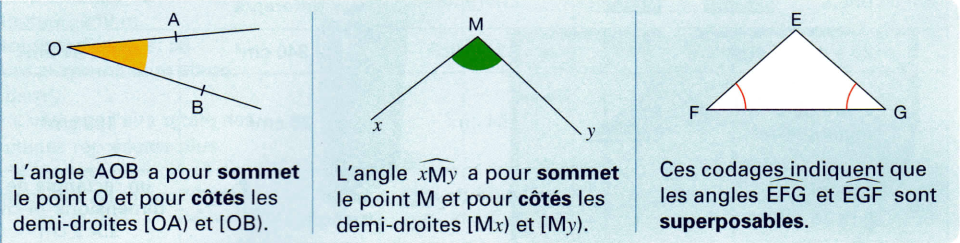 O
A
B
L'angle AOB a pour sommet
le point O et pour côtés les
demi-droites [OA) et [OB).
M
x
y
L'angle xMy a pour sommet
le point M et pour côtés les
demi-droites [Mx) et [My).
E
F
G
Ces codages indiquent que
les angles EFG et EGF sont
superposables.